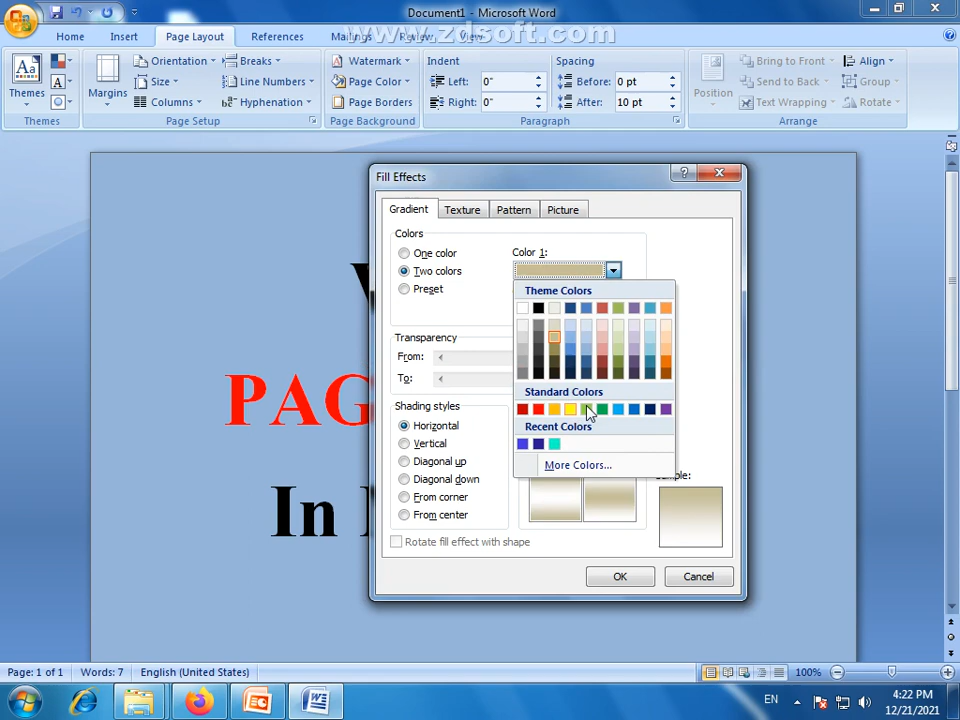 Document1 - Microsoft Word
www.zdsoft.com
Home Insert Page Layout References Mailings Review View
Themes
Margins
Orientation
Size
Columns
Breaks
Line Numbers
Hyphenation
Watermark
Page Color
Page Borders
Indent
Left: 0"
Right: 0"
Spacing
Before: 0 pt
After: 10 pt
Position
Bring to Front
Send to Back
Text Wrapping
Align
Group
Rotate
Themes Page Setup Page Background Paragraph Arrange
PAG
In
Fill Effects
Gradient Texture Pattern Picture
Colors
One color
Two colors
Preset
Color 1:
Theme Colors
Standard Colors
Recent Colors
More Colors...
Transparency
From:
To:
Shading styles
Horizontal
Vertical
Diagonal up
Diagonal down
From corner
From center
Rotate fill effect with shape
OK Cancel
Page: 1 of 1 Words: 7 English (United States) 100%
EN
4:22 PM
12/21/2021